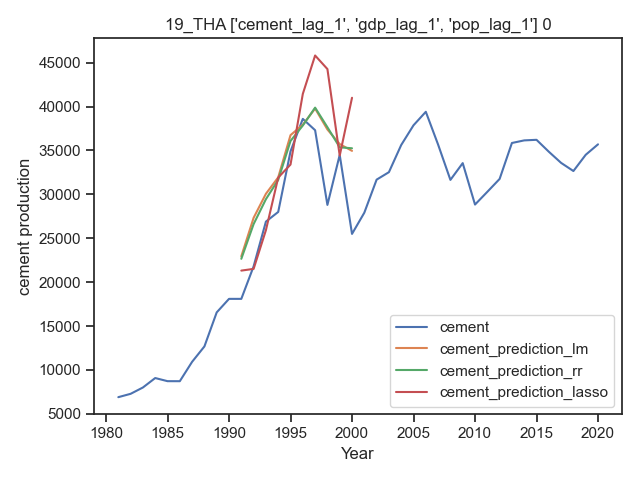 19_THA ['cement_lag_1', 'gdp_lag_1', 'pop_lag_1'] 0
45000
40000
35000
30000
25000
20000
15000
10000
5000
cement production
1980 1985 1990 1995 2000 2005 2010 2015 2020
Year
cement
cement_prediction_lm
cement_prediction_rr
cement_prediction_lasso